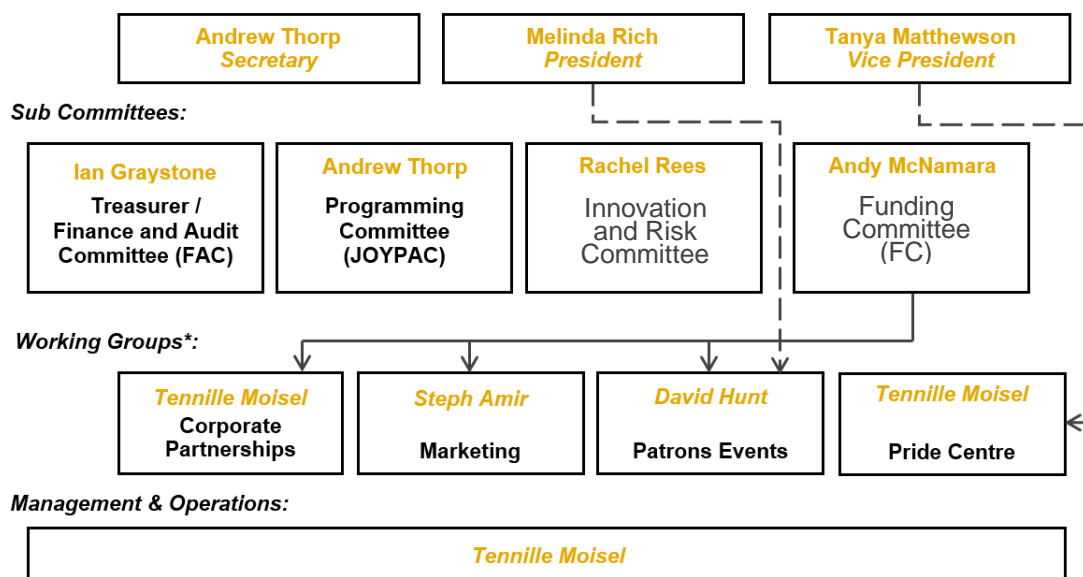 Andrew Thorp
Secretary
Melinda Rich
President
Tanya Matthewson
Vice President
Sub Committees:
Ian Graystone
Treasurer /
Finance and Audit
Committee (FAC)
Andrew Thorp
Programming
Committee
(JOYPAC)
Rachel Rees
Innovation
and Risk
Committee
Andy McNamara
Funding
Committee
(FC)
Working Groups*:
Tennille Moisel
Corporate
Partnerships
Steph Amir
Marketing
David Hunt
Patrons Events
Tennille Moisel
Pride Centre
Management & Operations:
Tennille Moisel